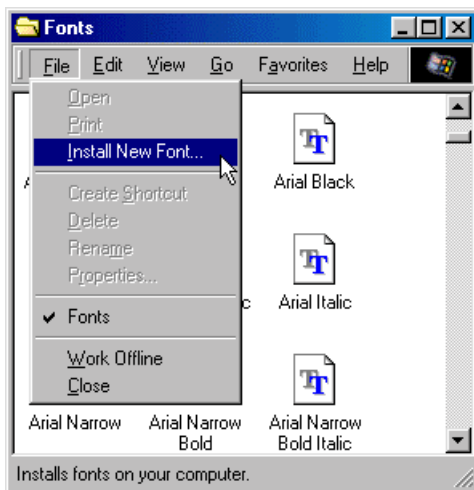 Fonts
File Edit View Go Favorites Help
Open
Print
Install New Font...
Create Shortcut
Delete
Rename
Properties...
Fonts
Work Offline
Close
Arial Black
Arial Italic
Arial Narrow
Arial Narrow
Bold
Arial Narrow
Bold Italic
Installs fonts on your computer.